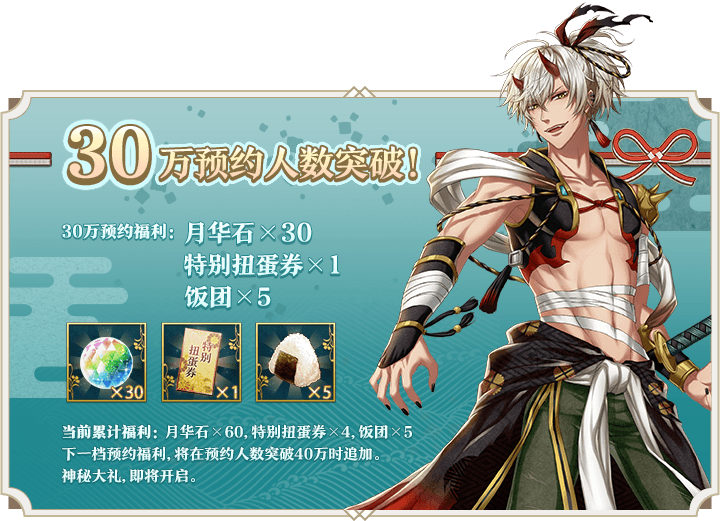 30万预约人数突破!
30万预约福利: 月华石×30
特别扭蛋券×1
饭团×5
×30
特别扭蛋券
×1
×5
当前累计福利: 月华石×60,特别扭蛋券×4,饭团×5
下一档预约福利,将在预约人数突破40万时追加。
神秘大礼,即将开启。